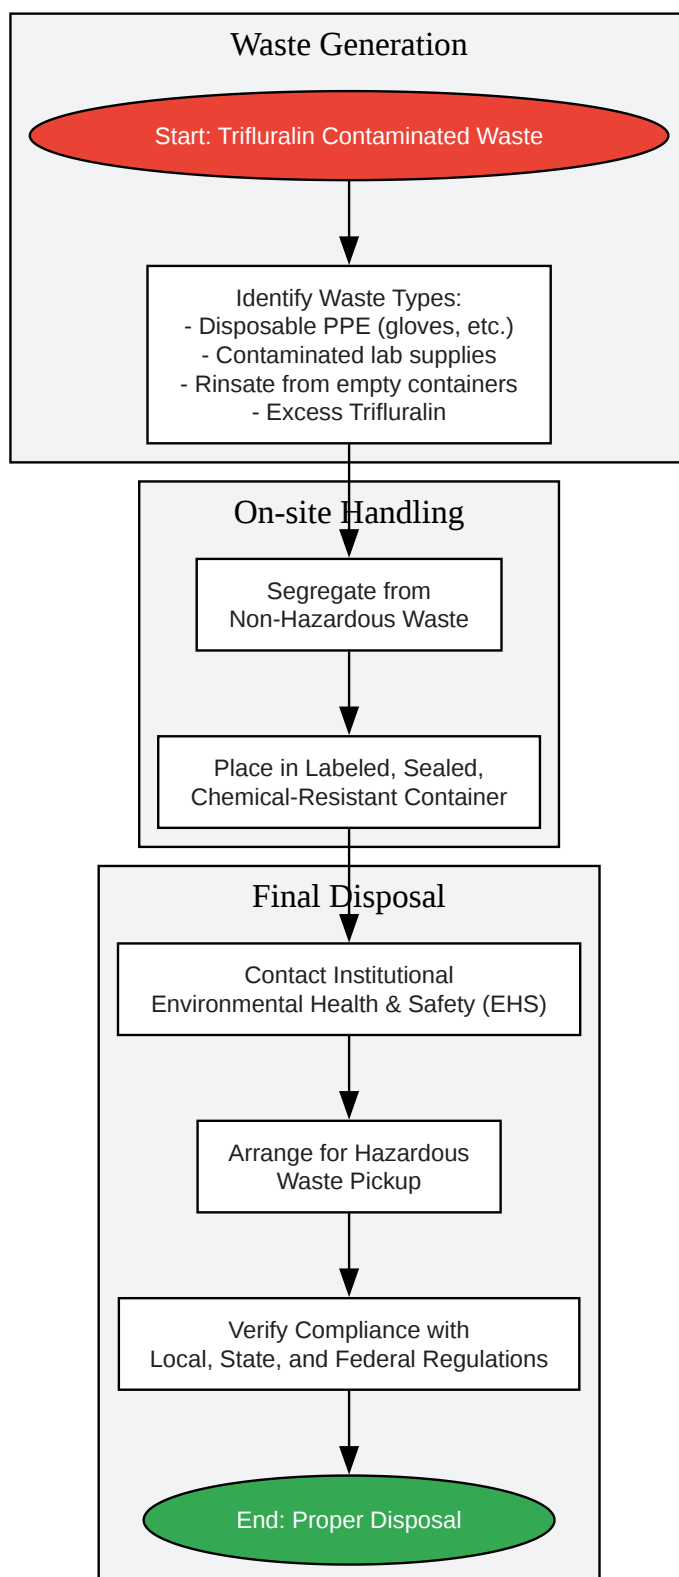 Waste Generation
Start: Trifluralin Contaminated Waste
Identify Waste Types:
- Disposable PPE (gloves, etc.)
- Contaminated lab supplies
- Rinsate from empty containers
- Excess Trifluralin
On-site Handling
Segregate from
Non-Hazardous Waste
Place in Labeled, Sealed,
Chemical-Resistant Container
Final Disposal
Contact Institutional
Environmental Health & Safety (EHS)
Arrange for Hazardous
Waste Pickup
Verify Compliance with
Local, State, and Federal Regulations
End: Proper Disposal